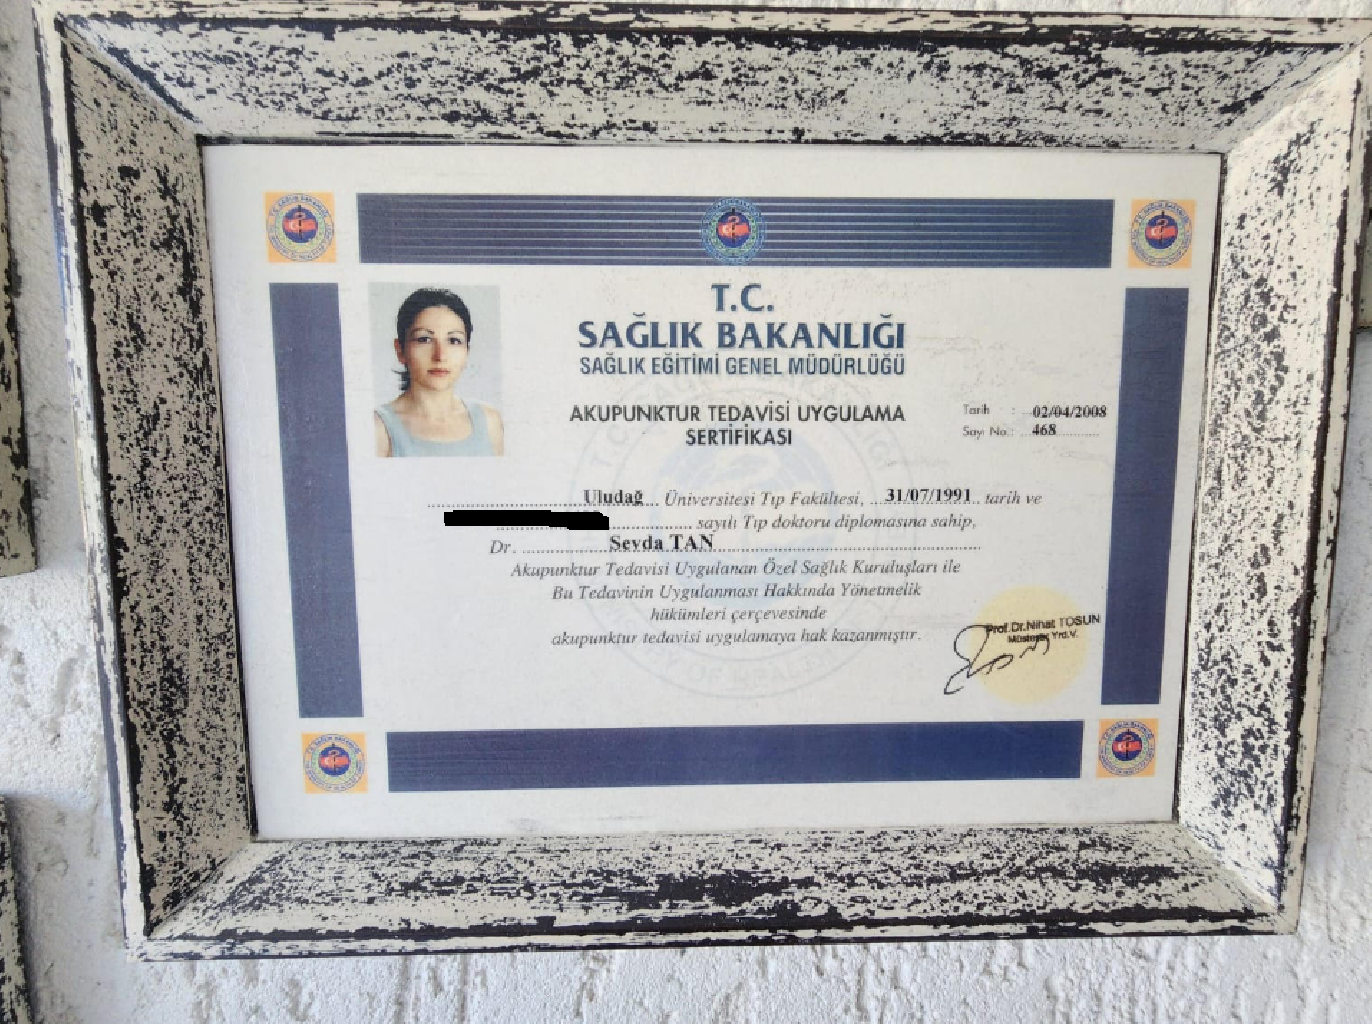 T.C.
SAĞLIK BAKANLIĞI
SAĞLIK EĞİTİMİ GENEL MÜDÜRLÜĞÜ
AKUPUNKTUR TEDAVİSİ UYGULAMA
SERTİFİKASI
Tarih : 02/04/2008
Sayı No.: 468
Uludağ Üniversitesi Tıp Fakültesi, 31/07/1991 tarih ve
sayılı Tıp doktoru diplomasına sahip,
Dr. Sevda TAN
Akupunktur Tedavisi Uygulanan Özel Sağlık Kuruluşları ile
Bu Tedavinin Uygulanması Hakkında Yönetmelik
hükümleri çerçevesinde
akupunktur tedavisi uygulamaya hak kazanmıştır.
Prof.Dr.Nihat TOSUN
Müsteşar Yrd.V.